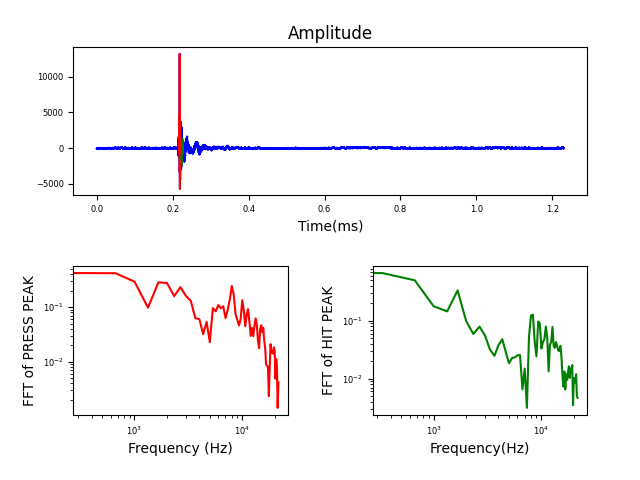 Amplitude
10000
5000
0
−5000
0.0 0.2 0.4 0.6 0.8 1.0 1.2
Time(ms)
FFT of PRESS PEAK
10⁻¹
10⁻²
10³ 10⁴
Frequency (Hz)
FFT of HIT PEAK
10⁻¹
10⁻²
10³ 10⁴
Frequency(Hz)